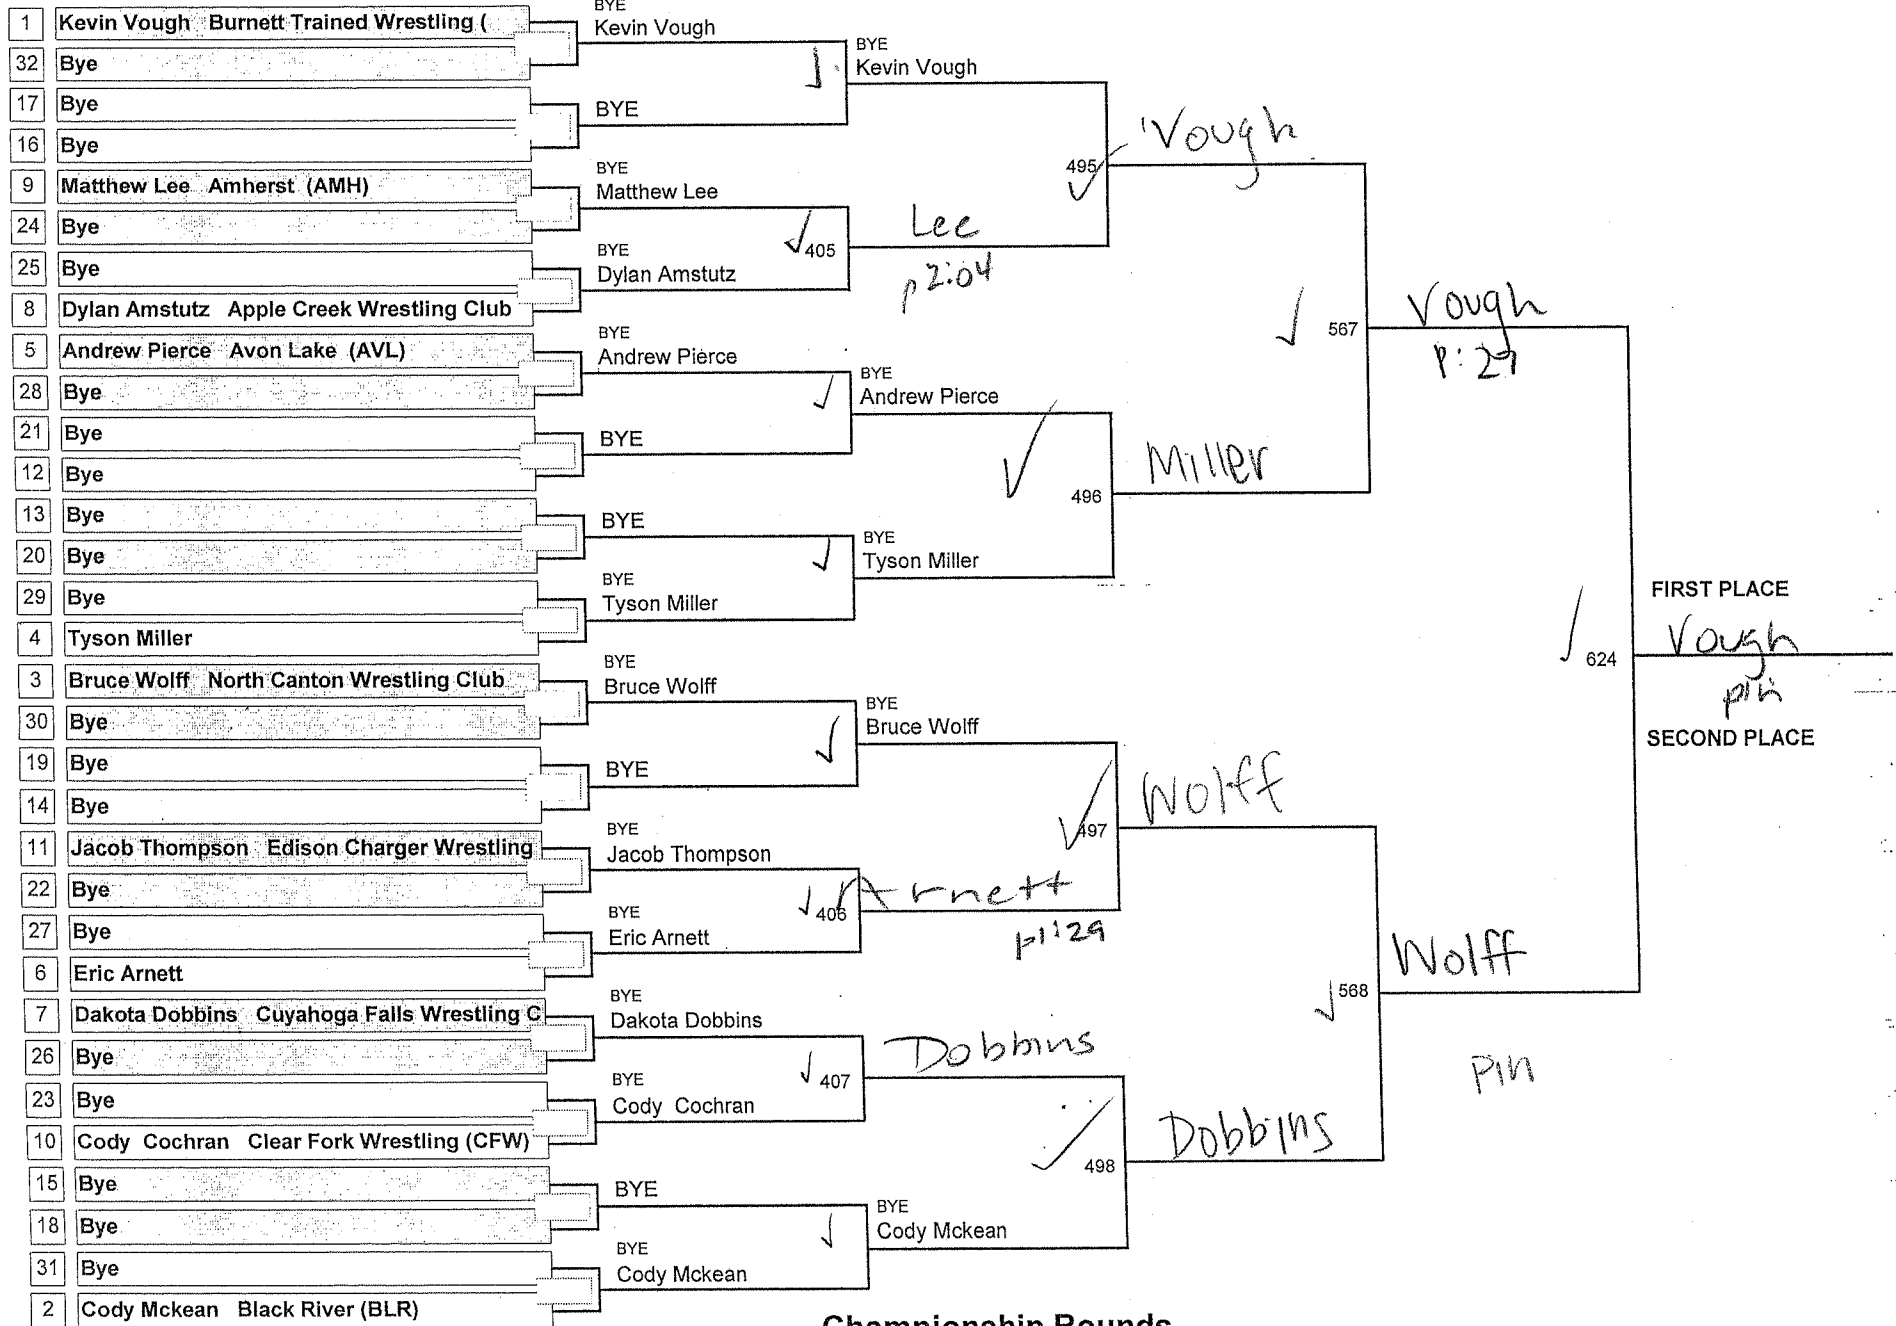 1 Kevin Vough Burnett Trained Wrestling (
32 Bye
17 Bye
16 Bye
9 Matthew Lee Amherst (AMH)
24 Bye
25 Bye
8 Dylan Amstutz Apple Creek Wrestling Club
5 Andrew Pierce Avon Lake (AVL)
28 Bye
21 Bye
12 Bye
13 Bye
20 Bye
29 Bye
4 Tyson Miller
3 Bruce Wolff North Canton Wrestling Club
30 Bye
19 Bye
14 Bye
11 Jacob Thompson Edison Charger Wrestling
22 Bye
27 Bye
6 Eric Arnett
7 Dakota Dobbins Cuyahoga Falls Wrestling C
26 Bye
23 Bye
10 Cody Cochran Clear Fork Wrestling (CFW)
15 Bye
18 Bye
31 Bye
2 Cody Mckean Black River (BLR)
BYE
Kevin Vough
BYE
BYE
Matthew Lee
405
BYE
Dylan Amstutz
BYE
Andrew Pierce
BYE
BYE
BYE
Tyson Miller
BYE
Bruce Wolff
BYE
BYE
Jacob Thompson
406
BYE
Eric Arnett
BYE
Dakota Dobbins
407
BYE
Cody Cochran
BYE
BYE
Cody Mckean
BYE
Kevin Vough
495
Lee
p 2:04
BYE
Andrew Pierce
496
BYE
Tyson Miller
BYE
Bruce Wolff
497
Arnett
p1:29
Dobbins
498
BYE
Cody Mckean
Vough
567
Miller
Wolff
568
Dobbins
Vough
P:29
624
Wolff
Pin
FIRST PLACE
Vough
pin
SECOND PLACE
Championship Rounds